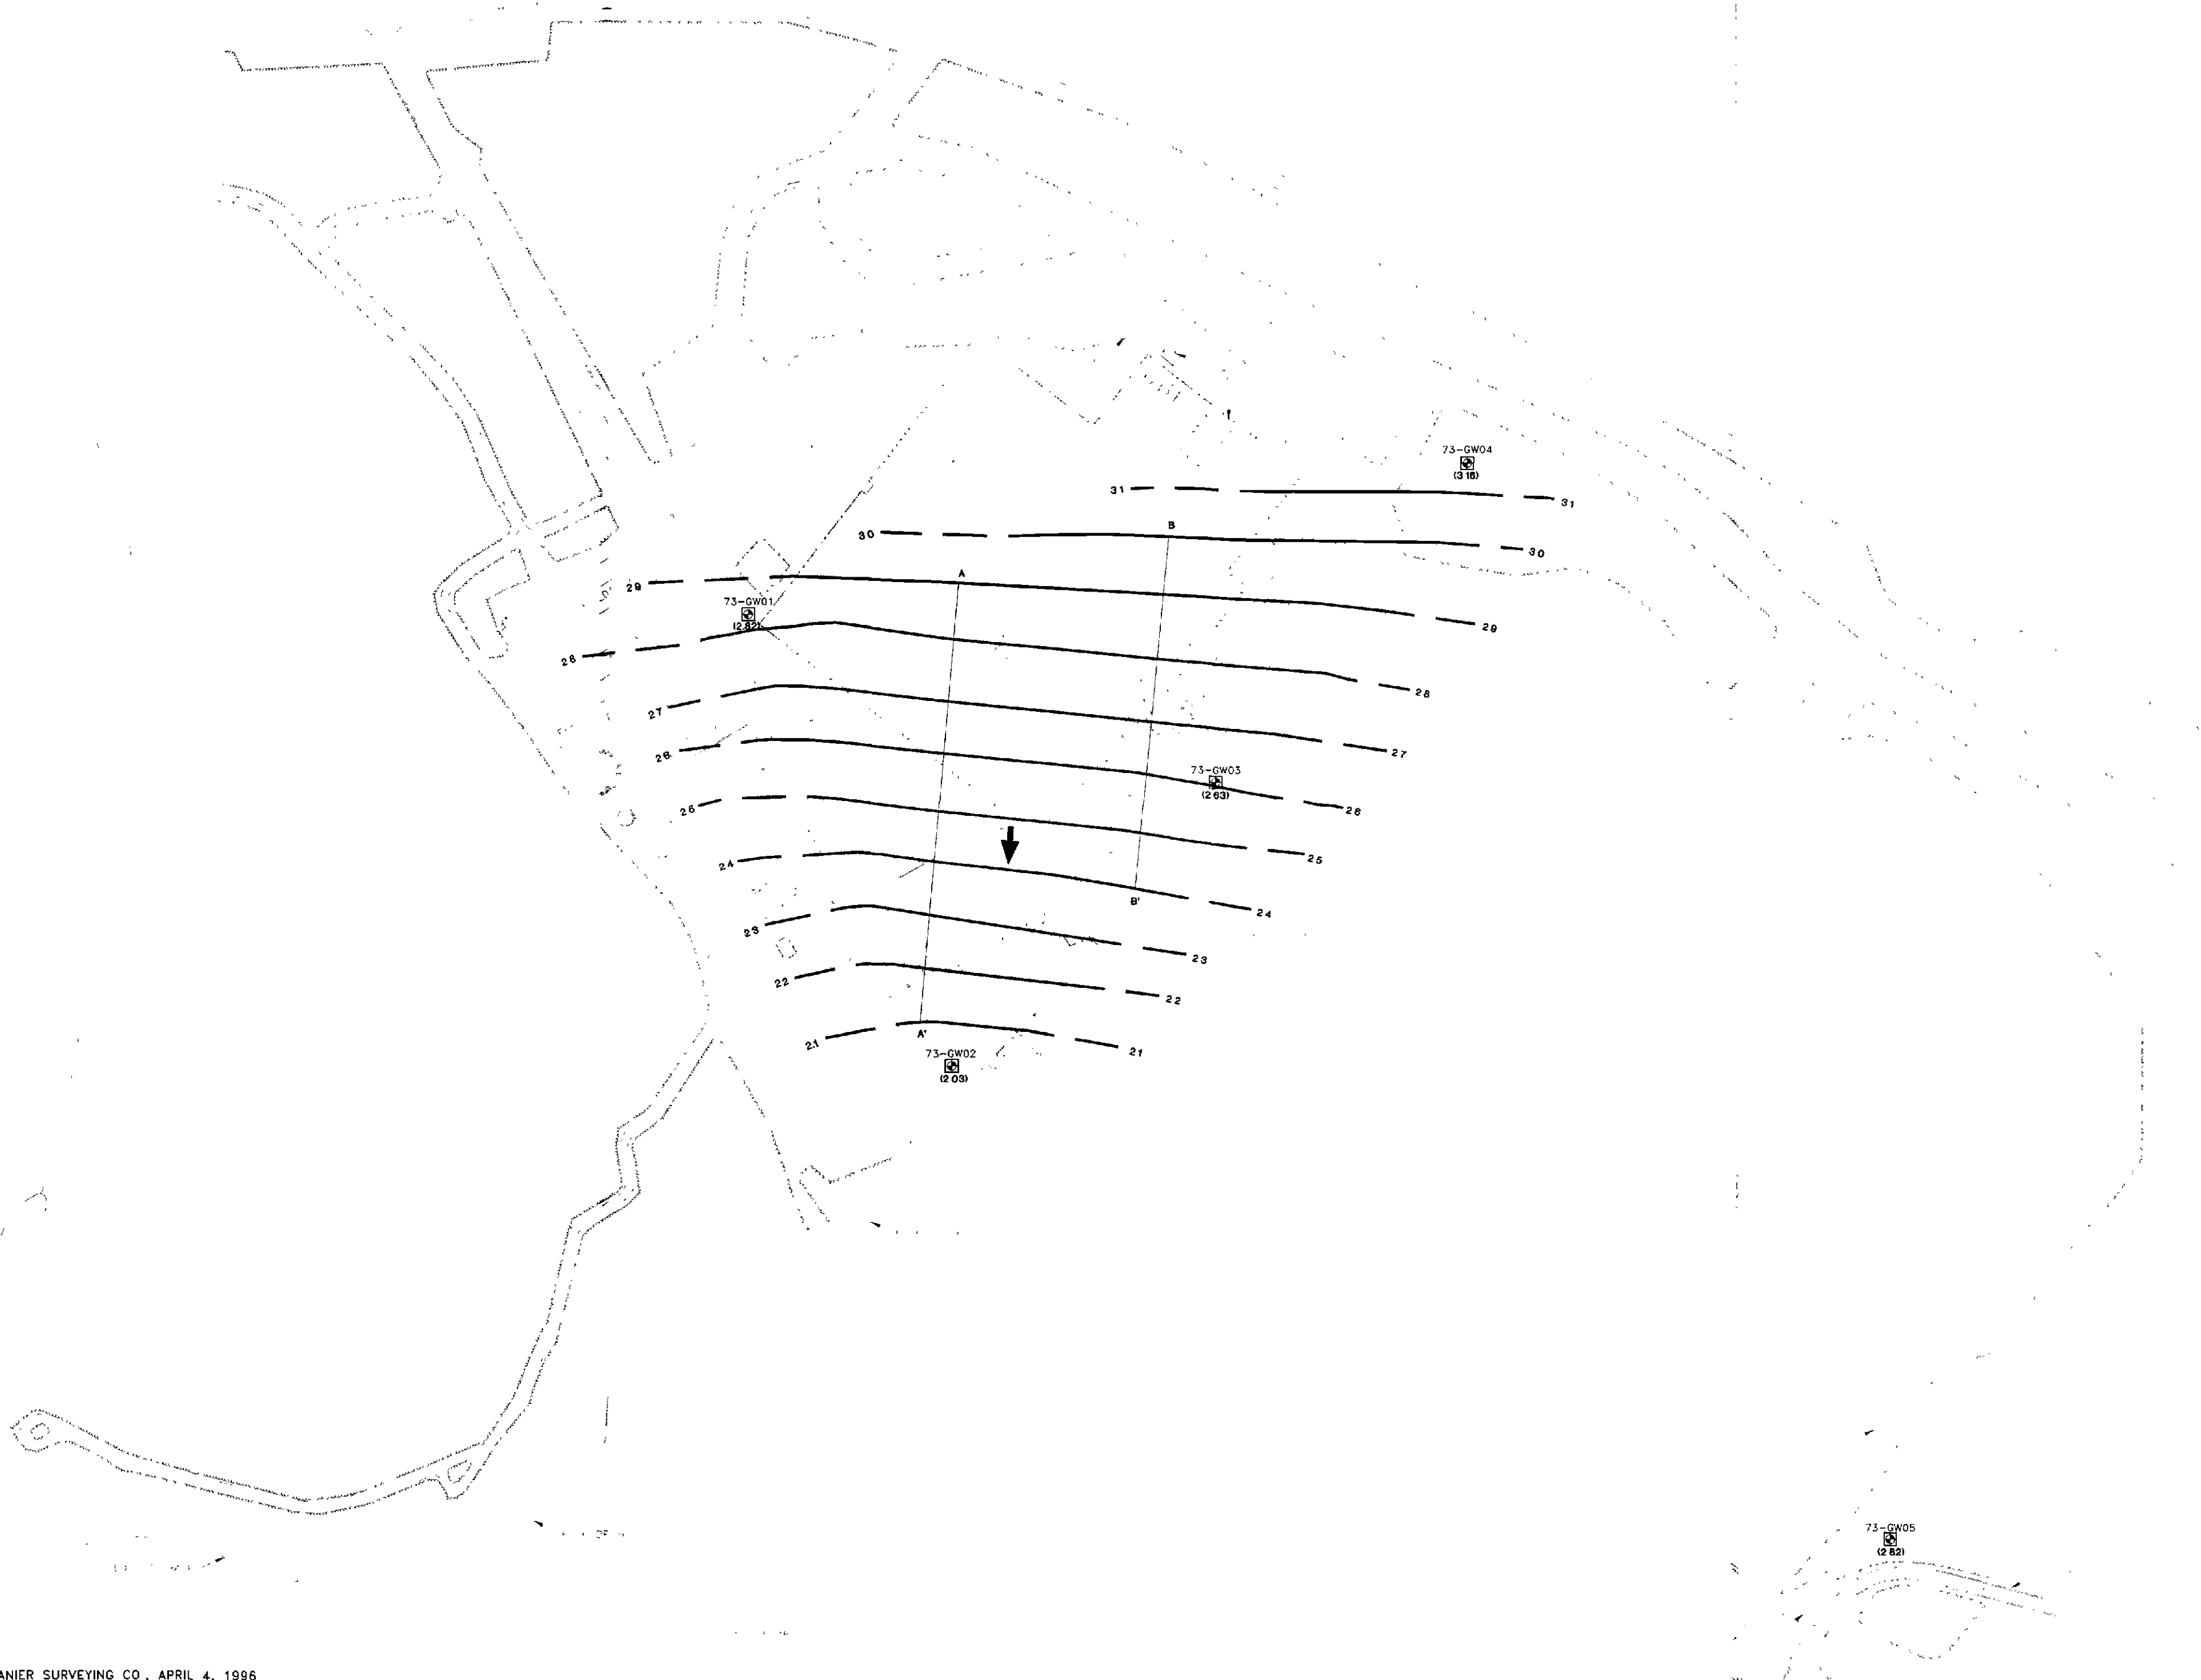 73-GW04
(3 16)
31
31
B
30
30
A
29
73-GW01
(2.82)
29
28
28
27
27
26
73-GW03
(2 63)
26
25
25
24
24
B'
23
23
22
22
21
A'
21
73-GW02
(2 03)
73-GW05
(2 82)
ANIER SURVEYING CO, APRIL 4, 1996